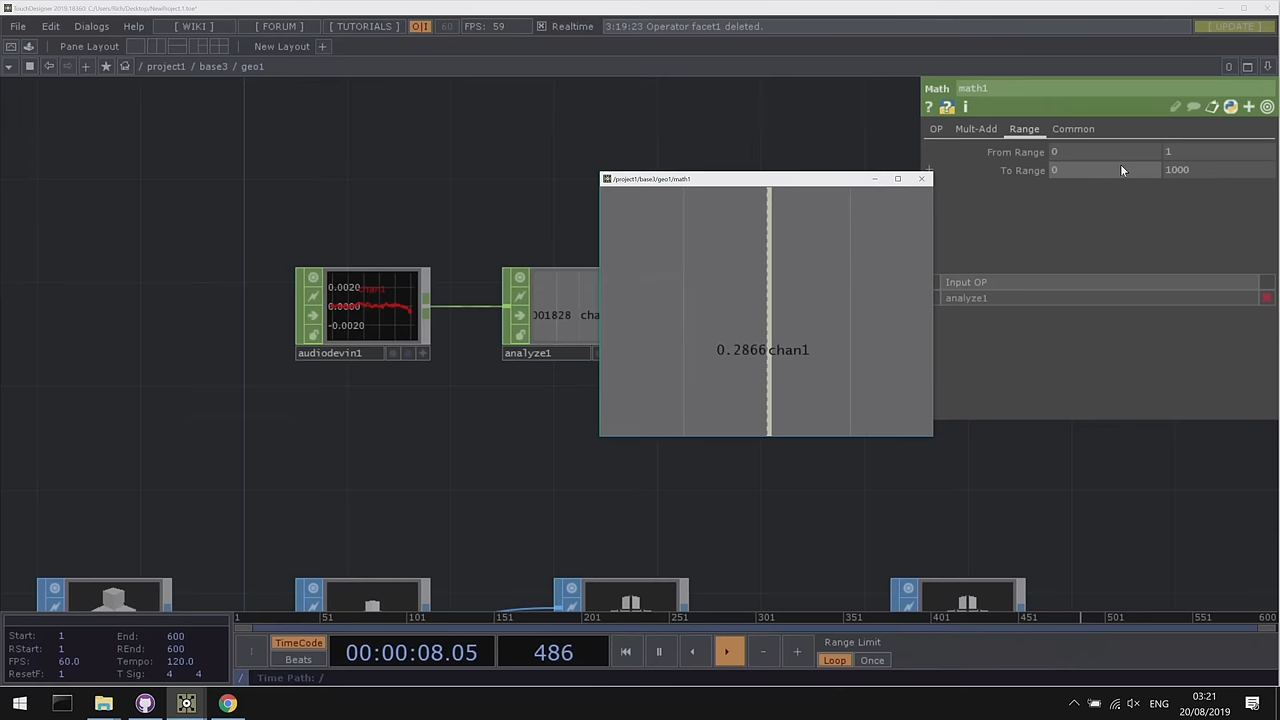 TouchDesigner 2019.18360: C:/Users/Rich/Desktop/NewProject.1.toe*
File Edit Dialogs Help [ WIKI ] [ FORUM ] [ TUTORIALS ] O|I 60 FPS: 59 Realtime 3:19:23 Operator facet1 deleted. [ UPDATE ]
Pane Layout New Layout +
/ project1 / base3 / geo1 0
Math math1
? ? i
OP Mult-Add Range Common
From Range 0 1
To Range 0 1000
/project1/base3/geo1/math1
0.2866 chan1
Input OP
analyze1
0.0020
chan1
0.0000
-0.0020
audiodevin1
001828 cha
analyze1
1 51 101 151 201 251 301 351 401 451 501 551 600
Start: 1 End: 600
RStart: 1 REnd: 600
FPS: 60.0 Tempo: 120.0
ResetF: 1 T Sig: 4 4
TimeCode
Beats
00:00:08.05
486
Range Limit
Loop Once
/ Time Path: /
ENG
03:21
20/08/2019